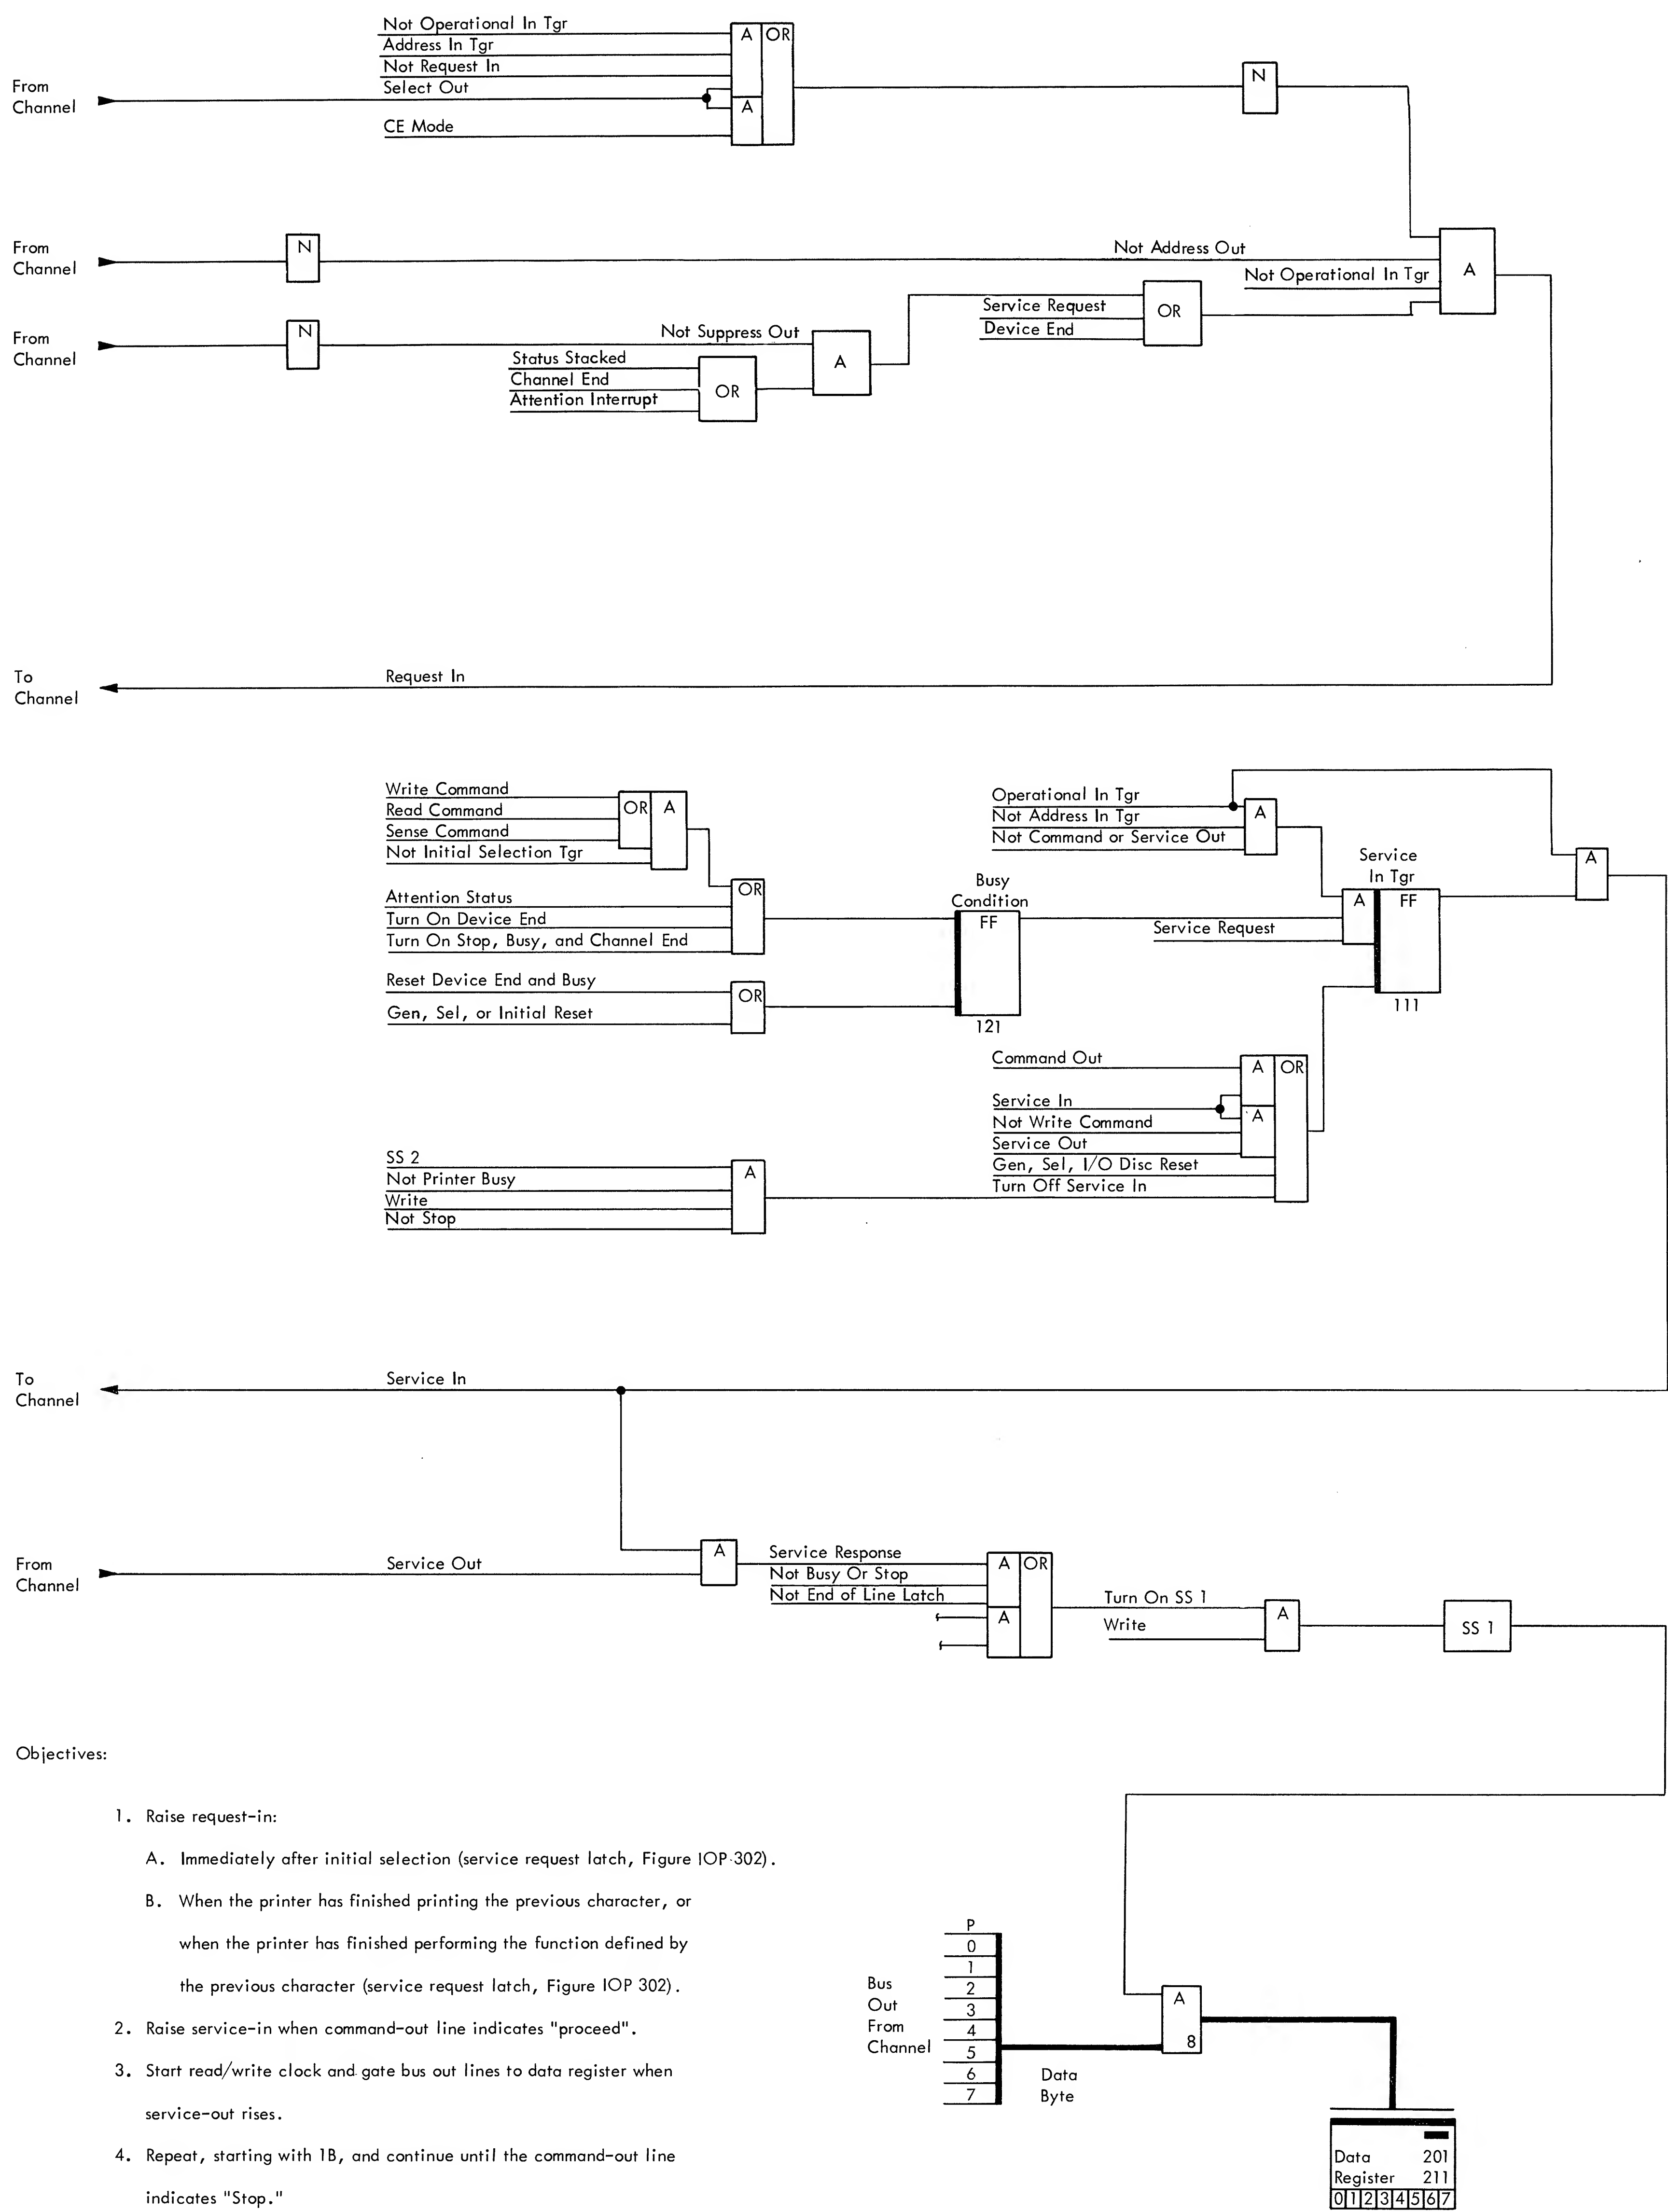 Not Operational In Tgr
Address In Tgr
Not Request In
Select Out
CE Mode
A OR
A
N
From
Channel
From
Channel
N
Not Address Out
Not Operational In Tgr
A
From
Channel
N
Not Suppress Out
Status Stacked
Channel End
Attention Interrupt
OR
A
Service Request
Device End
OR
To
Channel
Request In
Write Command
Read Command
Sense Command
Not Initial Selection Tgr
OR A
Attention Status
Turn On Device End
Turn On Stop, Busy, and Channel End
OR
Reset Device End and Busy
Gen, Sel, or Initial Reset
OR
Busy
Condition
FF
121
Operational In Tgr
Not Address In Tgr
Not Command or Service Out
A
Service Request
Service
In Tgr
A FF
111
A
Command Out
Service In
Not Write Command
Service Out
Gen, Sel, I/O Disc Reset
Turn Off Service In
A OR
A
SS 2
Not Printer Busy
Write
Not Stop
A
To
Channel
Service In
From
Channel
Service Out
A
Service Response
Not Busy Or Stop
Not End of Line Latch
A OR
A
Turn On SS 1
Write
A
SS 1
Objectives:
1. Raise request-in:
A. Immediately after initial selection (service request latch, Figure IOP-302).
B. When the printer has finished printing the previous character, or
when the printer has finished performing the function defined by
the previous character (service request latch, Figure IOP 302).
2. Raise service-in when command-out line indicates "proceed".
3. Start read/write clock and gate bus out lines to data register when
service-out rises.
4. Repeat, starting with 1B, and continue until the command-out line
indicates "Stop."
Bus
Out
From
Channel
P
0
1
2
3
4
5
6
7
Data
Byte
A
8
Data 201
Register 211
0 1 2 3 4 5 6 7